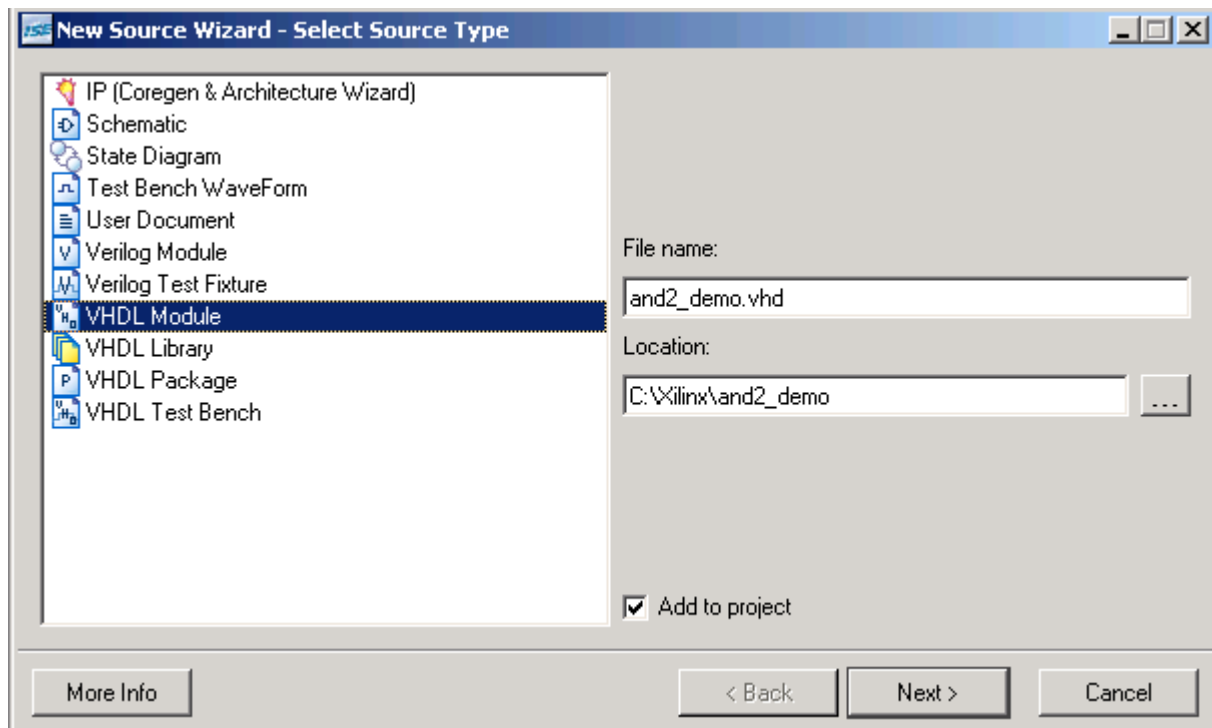 ISE New Source Wizard - Select Source Type
IP (Coregen & Architecture Wizard)
Schematic
State Diagram
Test Bench WaveForm
User Document
Verilog Module
Verilog Test Fixture
VHDL Module
VHDL Library
VHDL Package
VHDL Test Bench
File name:
and2_demo.vhd
Location:
C:\Xilinx\and2_demo
...
Add to project
More Info
< Back
Next >
Cancel